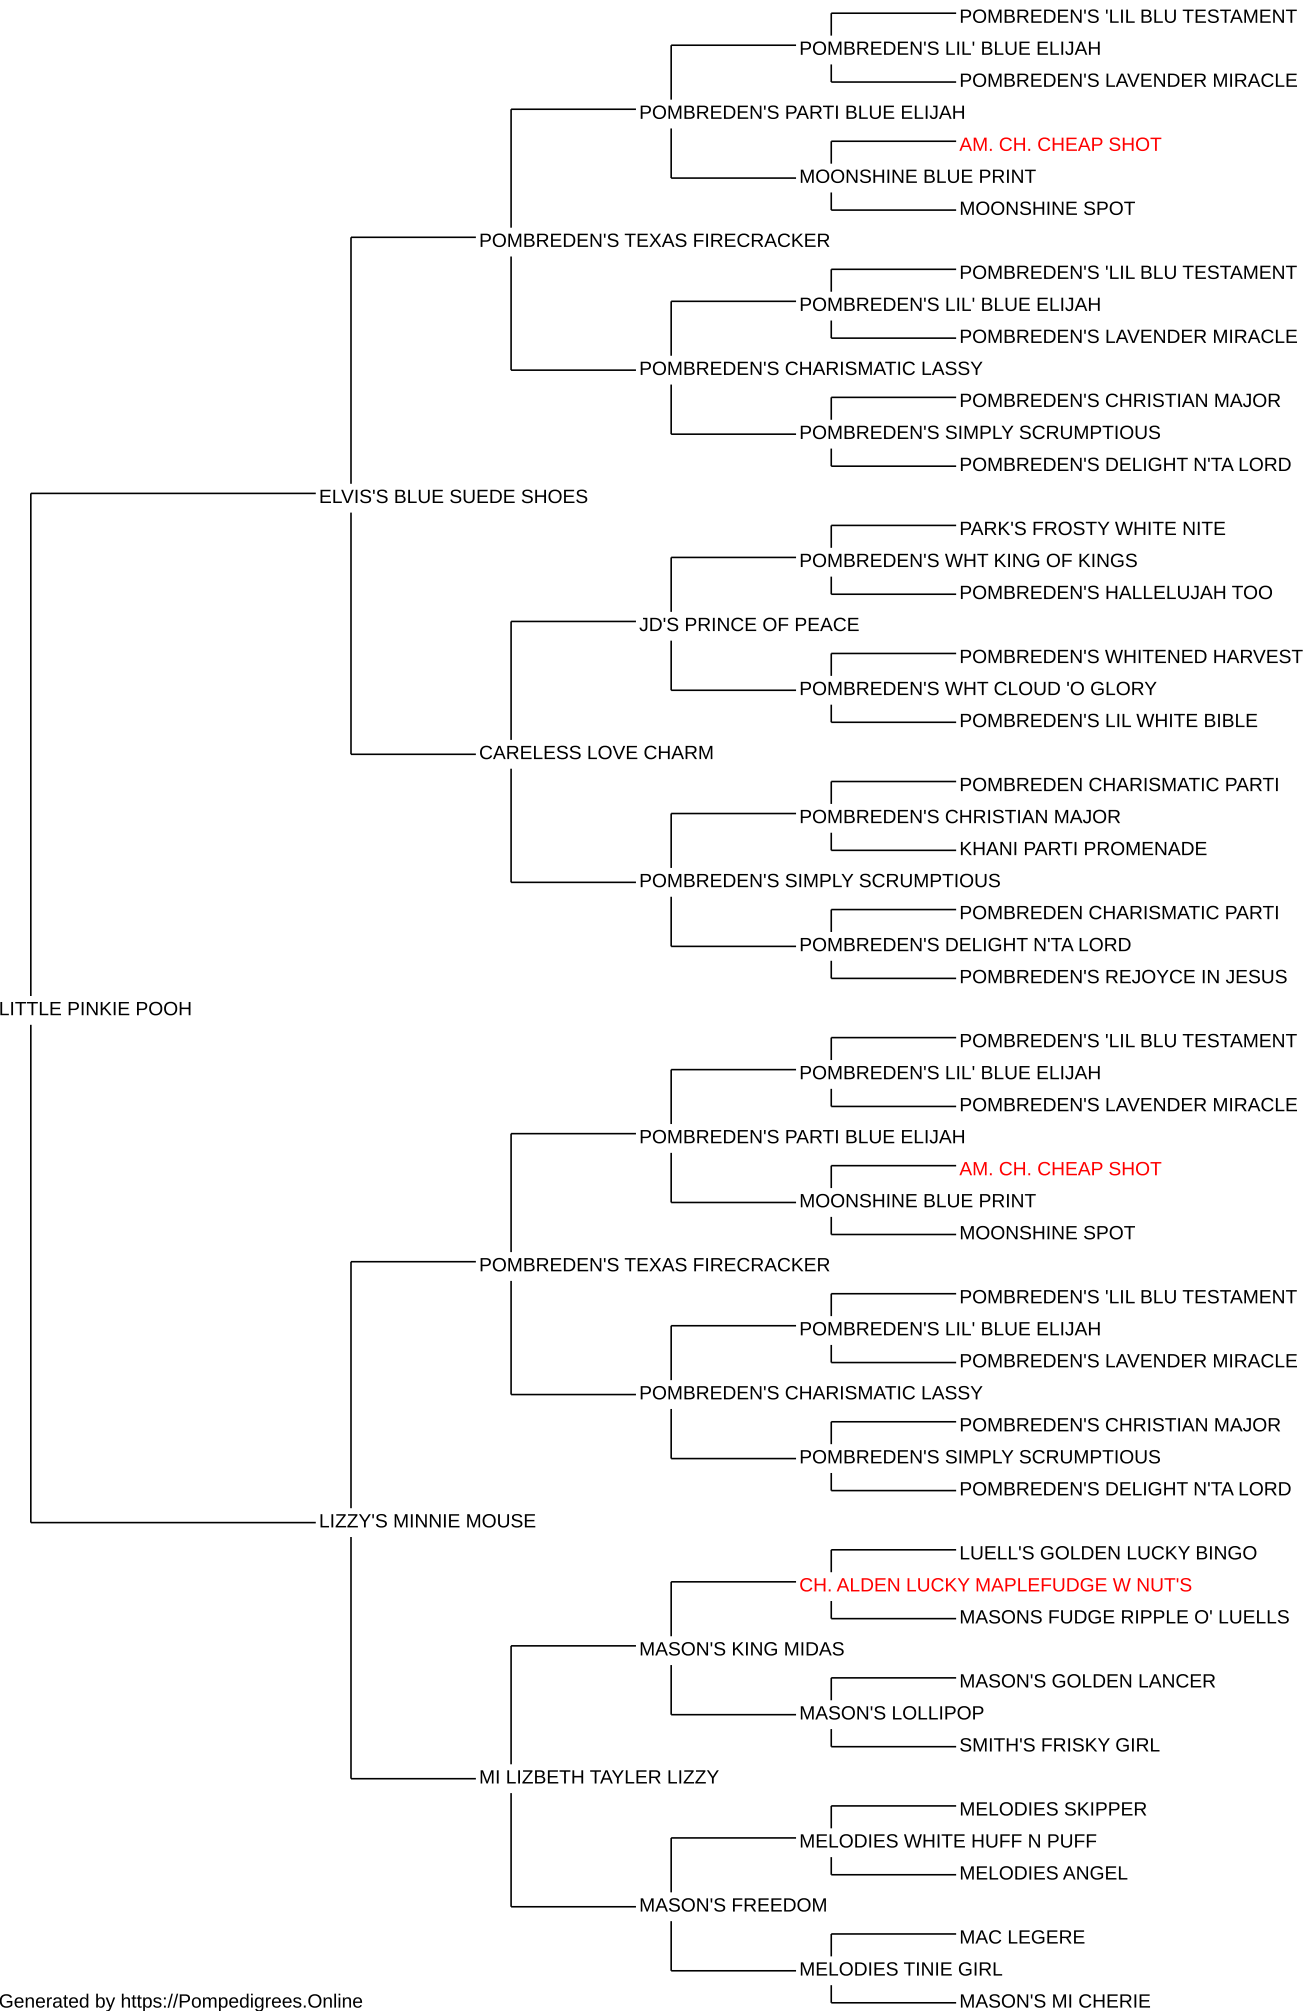 POMBREDEN'S 'LIL BLU TESTAMENT
POMBREDEN'S LIL' BLUE ELIJAH
POMBREDEN'S LAVENDER MIRACLE
POMBREDEN'S PARTI BLUE ELIJAH
AM. CH. CHEAP SHOT
MOONSHINE BLUE PRINT
MOONSHINE SPOT
POMBREDEN'S TEXAS FIRECRACKER
POMBREDEN'S 'LIL BLU TESTAMENT
POMBREDEN'S LIL' BLUE ELIJAH
POMBREDEN'S LAVENDER MIRACLE
POMBREDEN'S CHARISMATIC LASSY
POMBREDEN'S CHRISTIAN MAJOR
POMBREDEN'S SIMPLY SCRUMPTIOUS
POMBREDEN'S DELIGHT N'TA LORD
ELVIS'S BLUE SUEDE SHOES
PARK'S FROSTY WHITE NITE
POMBREDEN'S WHT KING OF KINGS
POMBREDEN'S HALLELUJAH TOO
JD'S PRINCE OF PEACE
POMBREDEN'S WHITENED HARVEST
POMBREDEN'S WHT CLOUD 'O GLORY
POMBREDEN'S LIL WHITE BIBLE
CARELESS LOVE CHARM
POMBREDEN CHARISMATIC PARTI
POMBREDEN'S CHRISTIAN MAJOR
KHANI PARTI PROMENADE
POMBREDEN'S SIMPLY SCRUMPTIOUS
POMBREDEN CHARISMATIC PARTI
POMBREDEN'S DELIGHT N'TA LORD
POMBREDEN'S REJOYCE IN JESUS
LITTLE PINKIE POOH
POMBREDEN'S 'LIL BLU TESTAMENT
POMBREDEN'S LIL' BLUE ELIJAH
POMBREDEN'S LAVENDER MIRACLE
POMBREDEN'S PARTI BLUE ELIJAH
AM. CH. CHEAP SHOT
MOONSHINE BLUE PRINT
MOONSHINE SPOT
POMBREDEN'S TEXAS FIRECRACKER
POMBREDEN'S 'LIL BLU TESTAMENT
POMBREDEN'S LIL' BLUE ELIJAH
POMBREDEN'S LAVENDER MIRACLE
POMBREDEN'S CHARISMATIC LASSY
POMBREDEN'S CHRISTIAN MAJOR
POMBREDEN'S SIMPLY SCRUMPTIOUS
POMBREDEN'S DELIGHT N'TA LORD
LIZZY'S MINNIE MOUSE
LUELL'S GOLDEN LUCKY BINGO
CH. ALDEN LUCKY MAPLEFUDGE W NUT'S
MASONS FUDGE RIPPLE O' LUELLS
MASON'S KING MIDAS
MASON'S GOLDEN LANCER
MASON'S LOLLIPOP
SMITH'S FRISKY GIRL
MI LIZBETH TAYLER LIZZY
MELODIES SKIPPER
MELODIES WHITE HUFF N PUFF
MELODIES ANGEL
MASON'S FREEDOM
MAC LEGERE
MELODIES TINIE GIRL
MASON'S MI CHERIE
Generated by https://Pompedigrees.Online